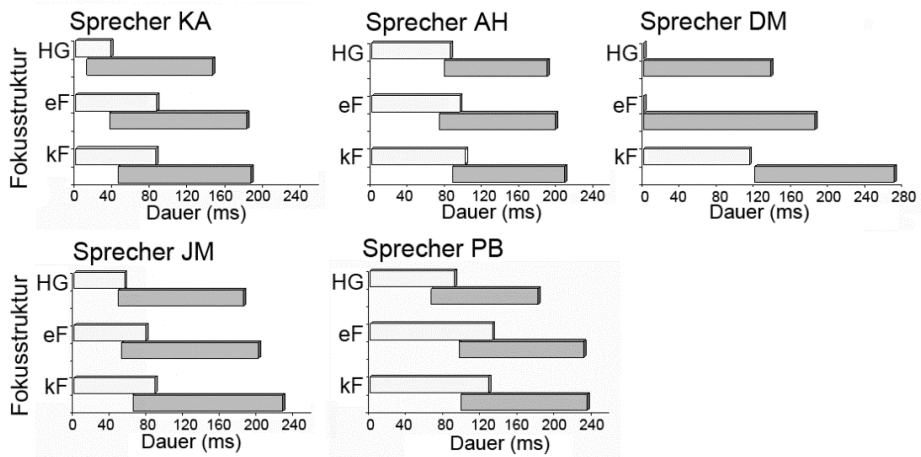 Sprecher KA
Fokusstruktur
HG
eF
kF
0 40 80 120 160 200 240
Dauer (ms)
Sprecher AH
HG
eF
kF
0 40 80 120 160 200 240
Dauer (ms)
Sprecher DM
HG
eF
kF
0 40 80 120 160 200 240 280
Dauer (ms)
Sprecher JM
Fokusstruktur
HG
eF
kF
0 40 80 120 160 200 240
Dauer (ms)
Sprecher PB
HG
eF
kF
0 40 80 120 160 200 240
Dauer (ms)